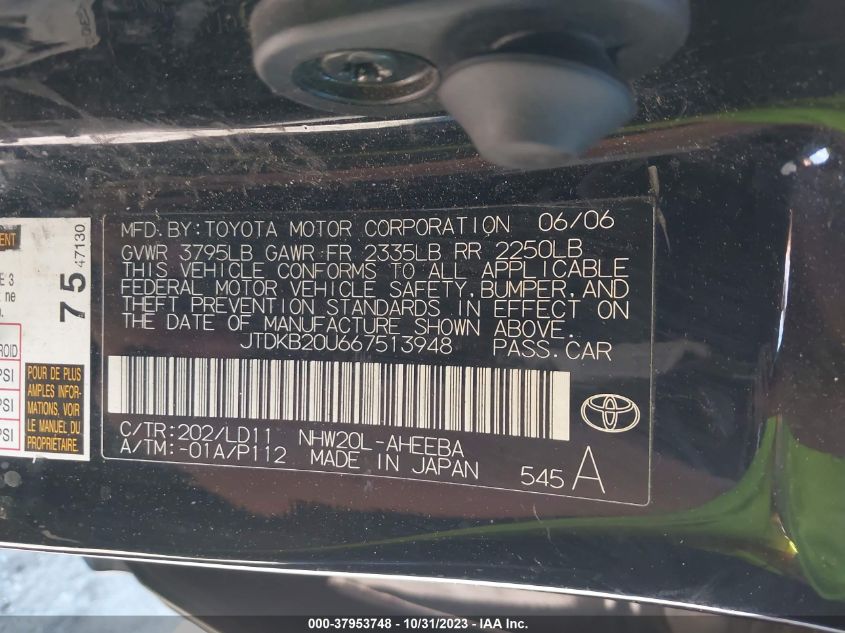 MFD. BY: TOYOTA MOTOR CORPORATION 06/06
GVWR 3795LB GAWR FR 2335LB RR 2250LB
THIS VEHICLE CONFORMS TO ALL APPLICABLE
FEDERAL MOTOR VEHICLE SAFETY, BUMPER, AND
THEFT PREVENTION STANDARDS IN EFFECT ON
THE DATE OF MANUFACTURE SHOWN ABOVE.
JTDKB20U667513948 PASS. CAR
C/TR: 202/LD11 NHW20L-AHEEBA
A/TM: -01A/P112 MADE IN JAPAN 545 A
75 47130
E 3
ne
PSI
PSI
PSI
POUR DE PLUS
AMPLES INFOR-
MATIONS, VOIR
LE MANUEL DU
PROPRIÉTAIRE
000-37953748 - 10/31/2023 - IAA Inc.